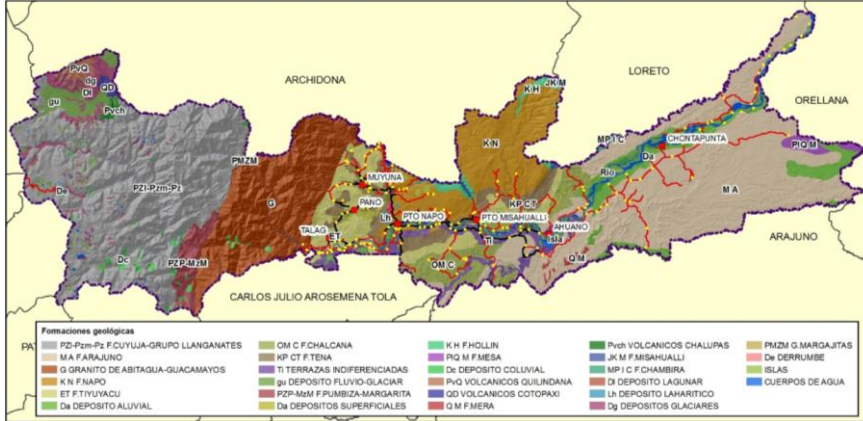 ARCHIDONA
LORETO
ORELLANA
PvQ
dg
QD
Di
gu
Pvch
K H
JK M
K N
MP I C
CHONTAPUNTA
Da
Rio
PIQ M
PMZM
De
PZI-Pzm-Pz
G
MUYUNA
PANO
Lh
PTO NAPO
KP CT
PTO MISAHUALLI
M A
TALAG
ET
AHUANO
Isla
Ti
ARAJUNO
Dc
PZP-MzM
OM C
Q M
CARLOS JULIO AROSEMENA TOLA
PAT
Formaciones geológicas
PZI-Pzm-Pz F.CUYUJA-GRUPO LLANGANATES
M A F.ARAJUNO
G GRANITO DE ABITAGUA-GUACAMAYOS
K N F.NAPO
ET F.TIYUYACU
Da DEPOSITO ALUVIAL
OM C F.CHALCANA
KP CT F.TENA
Ti TERRAZAS INDIFERENCIADAS
gu DEPOSITO FLUVIO-GLACIAR
PZP-MzM F.PUMBIZA-MARGARITA
Da DEPOSITOS SUPERFICIALES
K H F.HOLLIN
PIQ M F.MESA
Dc DEPOSITO COLUVIAL
PvQ VOLCANICOS QUILINDANA
QD VOLCANICOS COTOPAXI
Q M F.MERA
Pvch VOLCANICOS CHALUPAS
JK M F.MISAHUALLI
MP I C F.CHAMBIRA
DI DEPOSITO LAGUNAR
Lh DEPOSITO LAHARITICO
Dg DEPOSITOS GLACIARES
PMZM G.MARGAJITAS
De DERRUMBE
ISLAS
CUERPOS DE AGUA